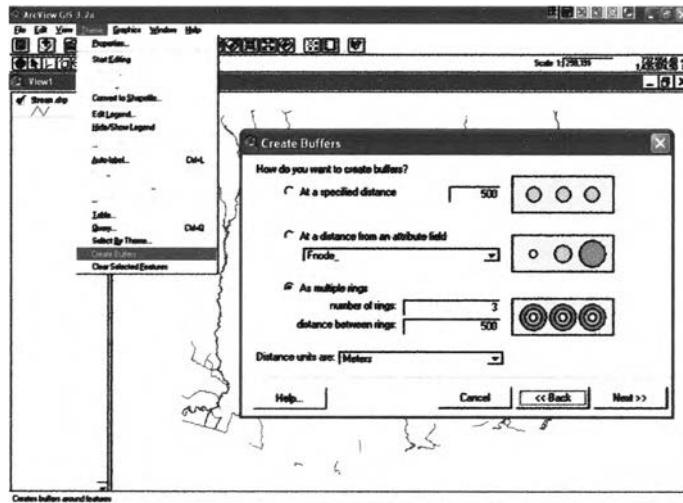 ArcView GIS 3.2a
File Edit View Theme Graphics Window Help
Properties...
Start Editing
Scale 1:
View1
Stream.shp
Convert to Shapefile...
Edit Legend...
Hide/Show Legend
Auto-label... Ctrl+L
Table...
Query... Ctrl+Q
Select By Theme...
Create Buffers...
Clear Selected Features
Create Buffers
How do you want to create buffers?
At a specified distance 500
At a distance from an attribute field
Fnode_
As multiple rings
number of rings: 3
distance between rings: 500
Distance units are: Meters
Help... Cancel << Back Next >>
Creates buffers around features